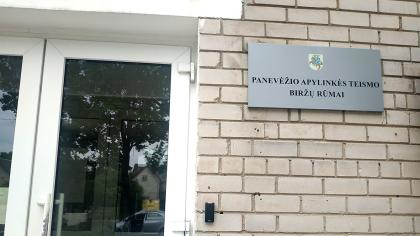 PANEVĖŽIO APYLINKĖS TEISMO
BIRŽŲ RŪMAI